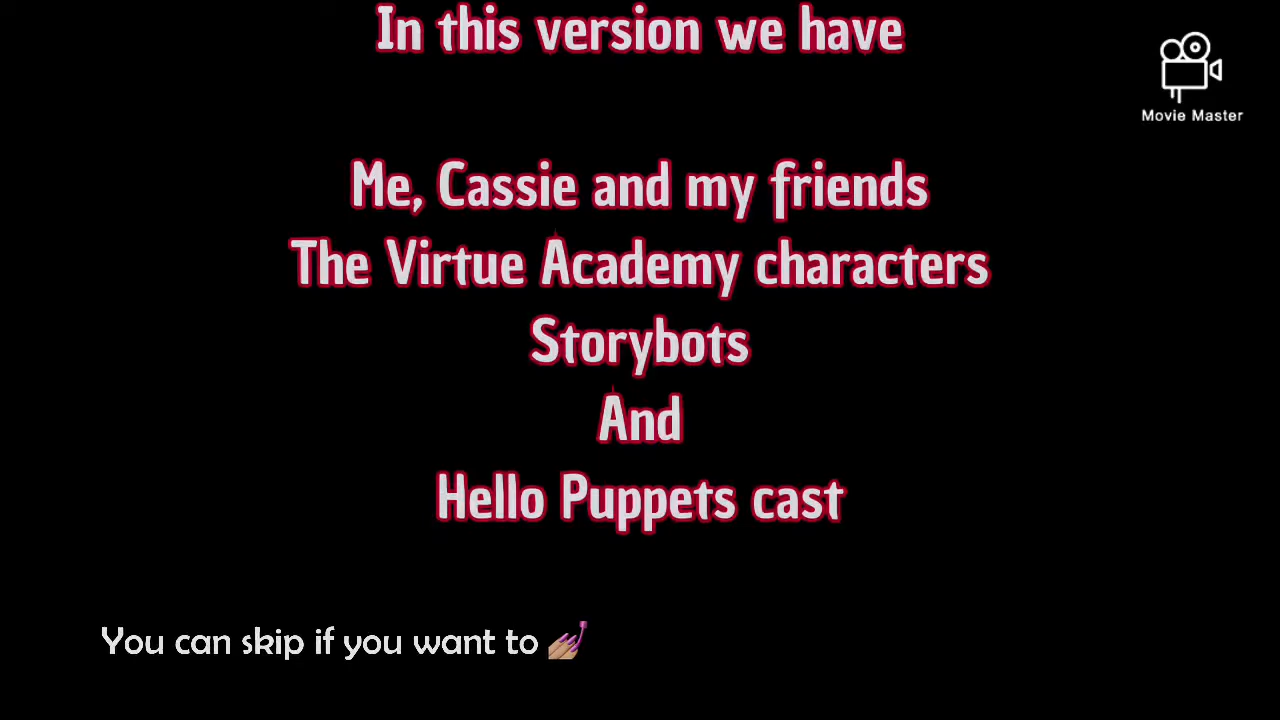 In this version we have
Movie Master
Me, Cassie and my friends
The Virtue Academy characters
Storybots
And
Hello Puppets cast
You can skip if you want to 💅🏼